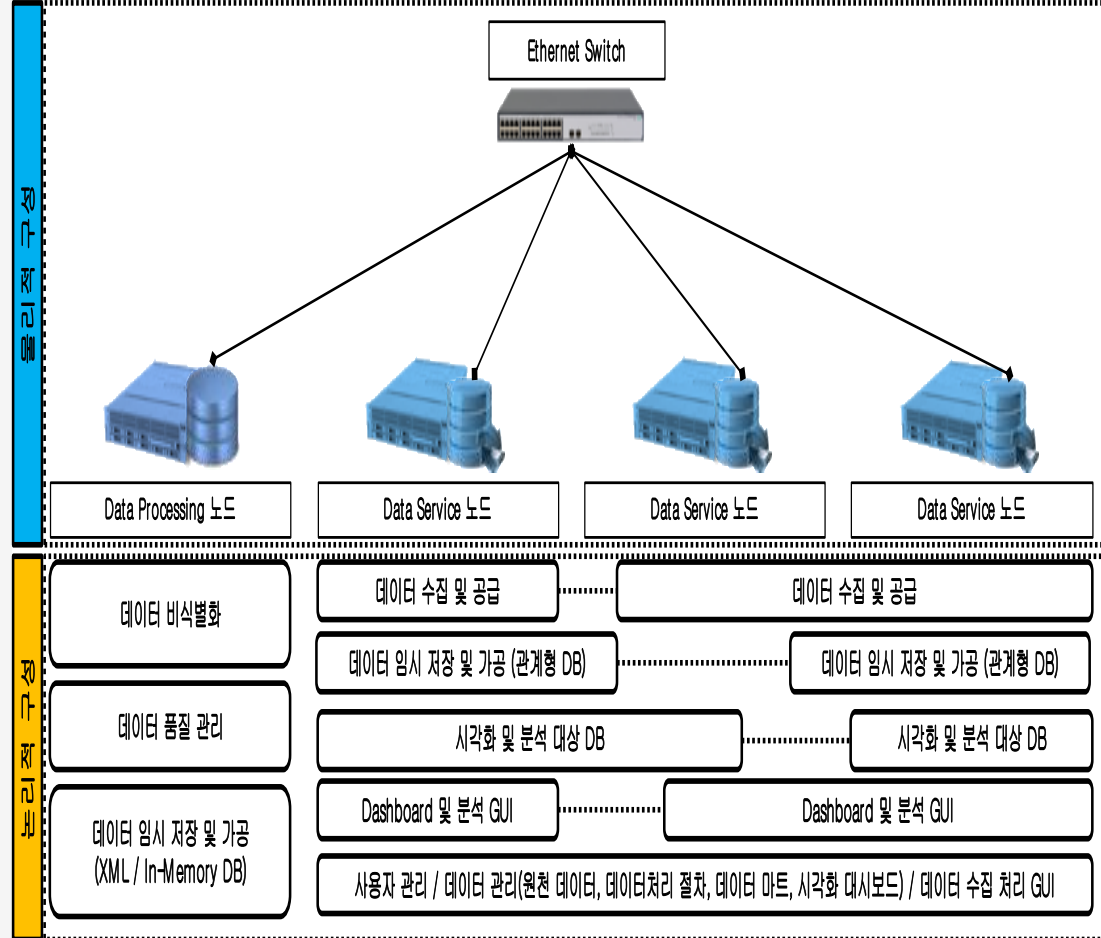 Ethernet Switch
물리적 구성
Data Processing 노드
Data Service 노드
Data Service 노드
Data Service 노드
논리적 구성
데이터 비식별화
데이터 품질 관리
데이터 임시 저장 및 가공
(XML / In-Memory DB)
데이터 수집 및 공급
데이터 수집 및 공급
데이터 임시 저장 및 가공 (관계형 DB)
데이터 임시 저장 및 가공 (관계형 DB)
시각화 및 분석 대상 DB
시각화 및 분석 대상 DB
Dashboard 및 분석 GUI
Dashboard 및 분석 GUI
사용자 관리 / 데이터 관리(원천 데이터, 데이터처리 절차, 데이터 마트, 시각화 대시보드) / 데이터 수집 처리 GUI